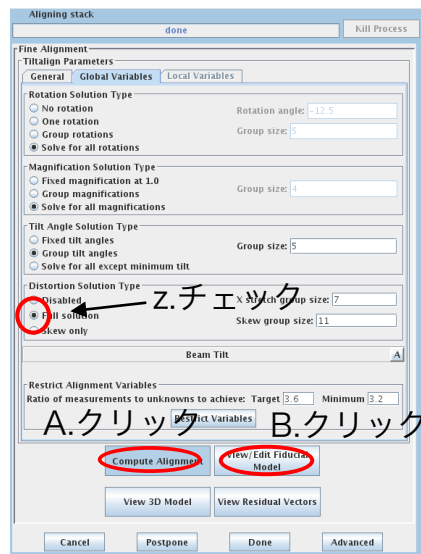 Aligning stack
done
Kill Process
Fine Alignment
Tiltalign Parameters
General Global Variables Local Variables
Rotation Solution Type
No rotation
Rotation angle: -12.5
One rotation
Group rotations
Group size: 5
Solve for all rotations
Magnification Solution Type
Fixed magnification at 1.0
Group magnifications
Group size: 4
Solve for all magnifications
Tilt Angle Solution Type
Fixed tilt angles
Group tilt angles
Group size: 5
Solve for all except minimum tilt
Distortion Solution Type
Disabled
z.チェック
X stretch group size: 7
Full solution
Skew group size: 11
Skew only
Beam Tilt A
Restrict Alignment Variables
Ratio of measurements to unknowns to achieve: Target 3.6 Minimum 3.2
Restrict Variables
A.クリック
B.クリック
Compute Alignment
View/Edit Fiducial Model
View 3D Model
View Residual Vectors
Cancel Postpone Done Advanced